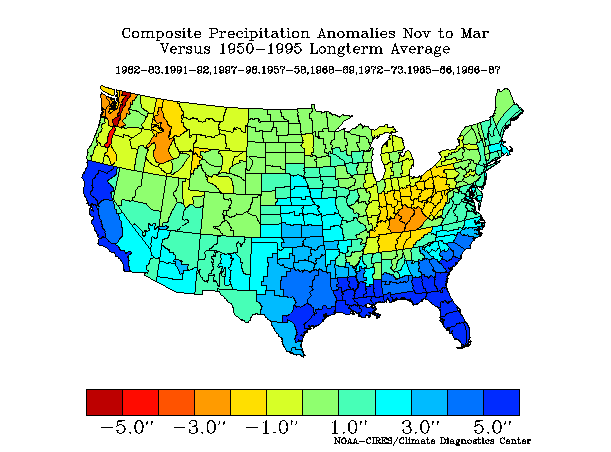 Composite Precipitation Anomalies Nov to Mar
Versus 1950-1995 Longterm Average
1982-83,1991-92,1997-98,1957-58,1968-69,1972-73,1965-66,1986-87
-5.0" -3.0" -1.0" 1.0" 3.0" 5.0"
NOAA-CIRES/Climate Diagnostics Center